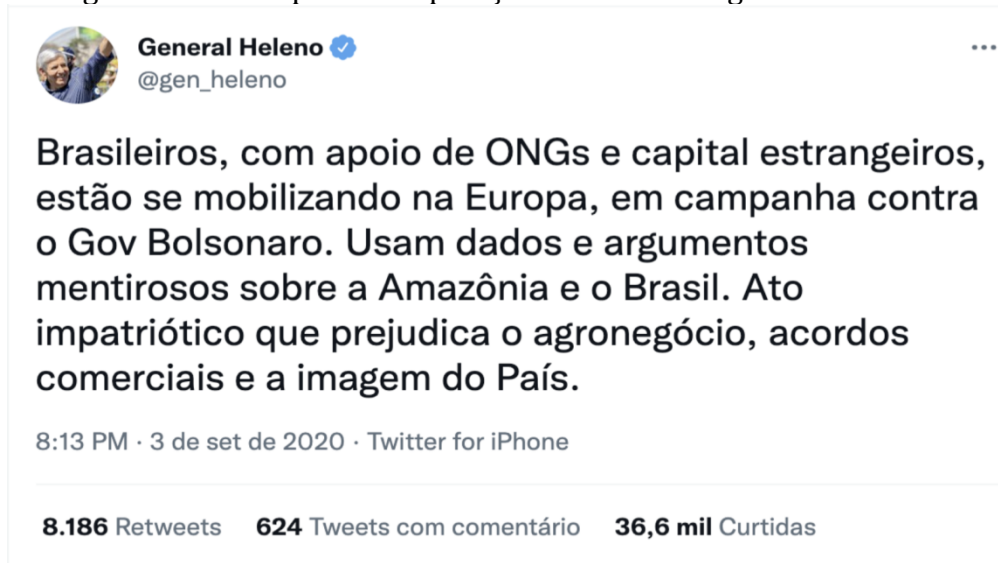 General Heleno
@gen_heleno
Brasileiros, com apoio de ONGs e capital estrangeiros,
estão se mobilizando na Europa, em campanha contra
o Gov Bolsonaro. Usam dados e argumentos
mentirosos sobre a Amazônia e o Brasil. Ato
impatriótico que prejudica o agronegócio, acordos
comerciais e a imagem do País.
8:13 PM · 3 de set de 2020 · Twitter for iPhone
8.186 Retweets 624 Tweets com comentário 36,6 mil Curtidas